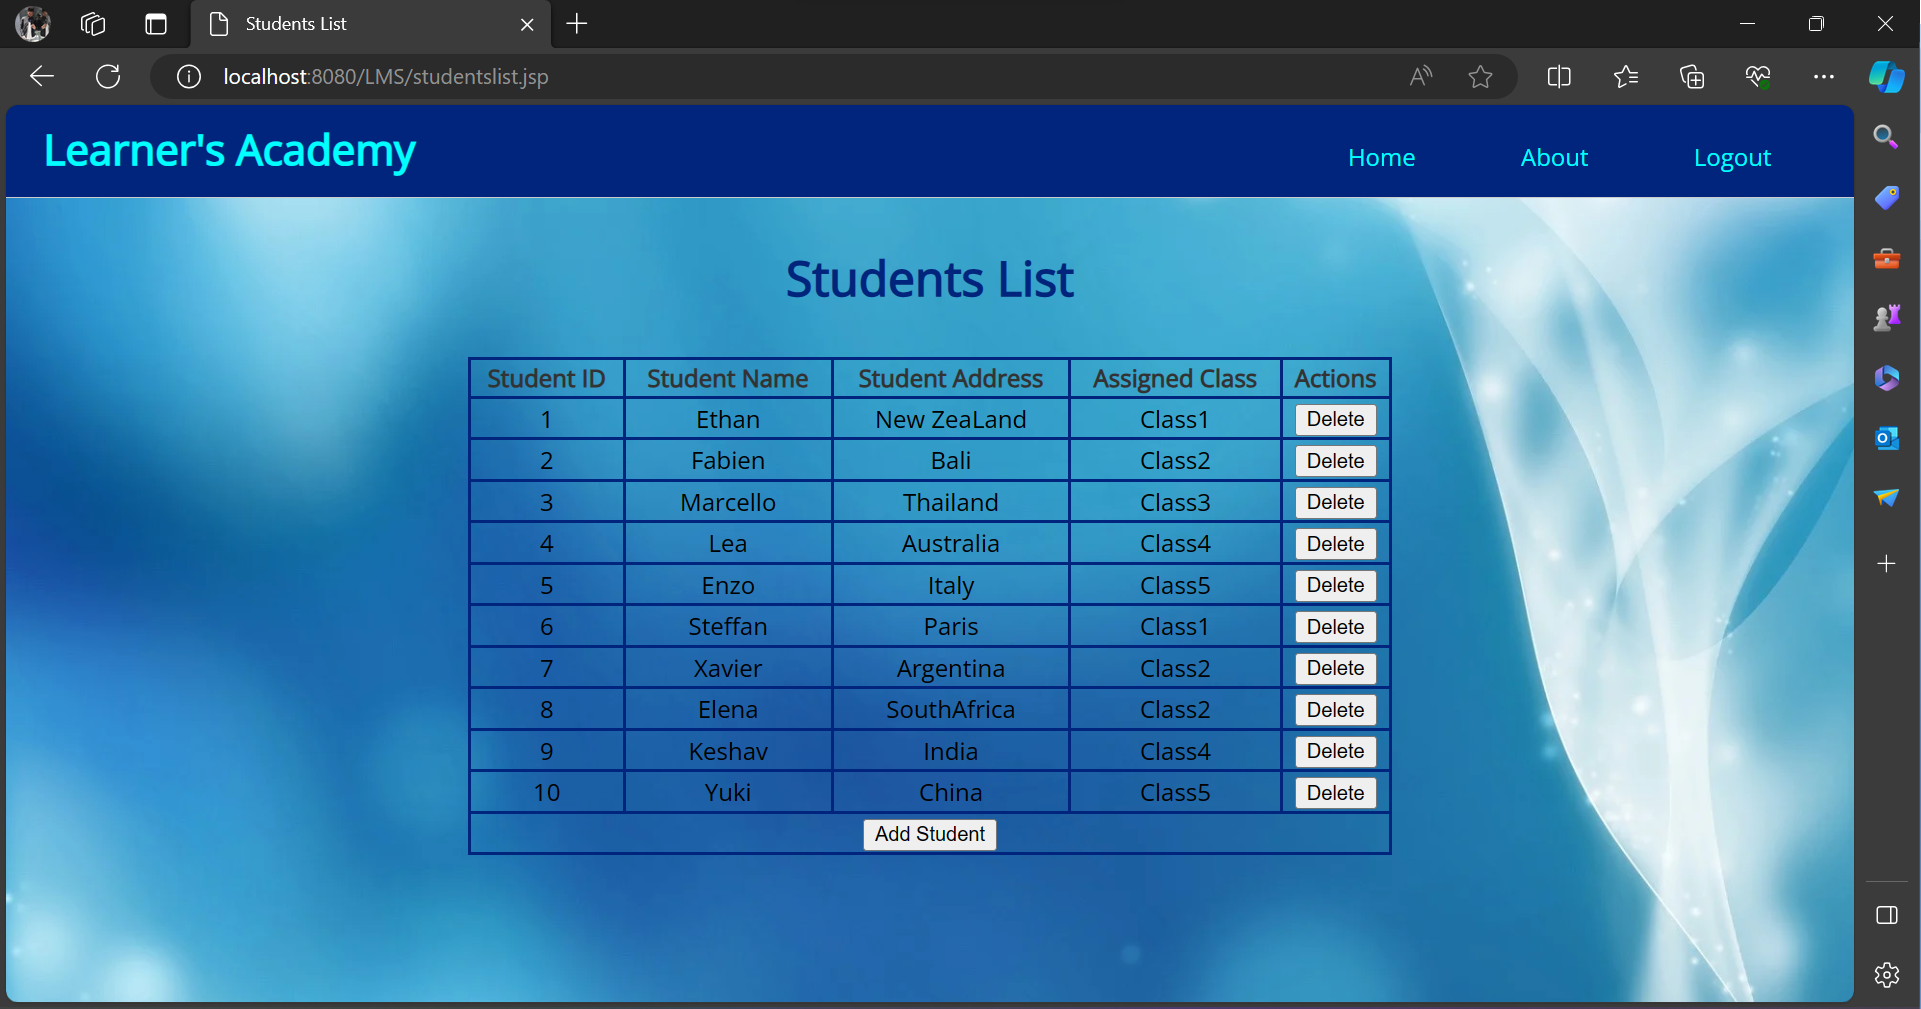 Students List
localhost:8080/LMS/studentslist.jsp
Learner's Academy Home About Logout
Students List
Student ID Student Name Student Address Assigned Class Actions
1 Ethan New ZeaLand Class1 Delete
2 Fabien Bali Class2 Delete
3 Marcello Thailand Class3 Delete
4 Lea Australia Class4 Delete
5 Enzo Italy Class5 Delete
6 Steffan Paris Class1 Delete
7 Xavier Argentina Class2 Delete
8 Elena SouthAfrica Class2 Delete
9 Keshav India Class4 Delete
10 Yuki China Class5 Delete
Add Student